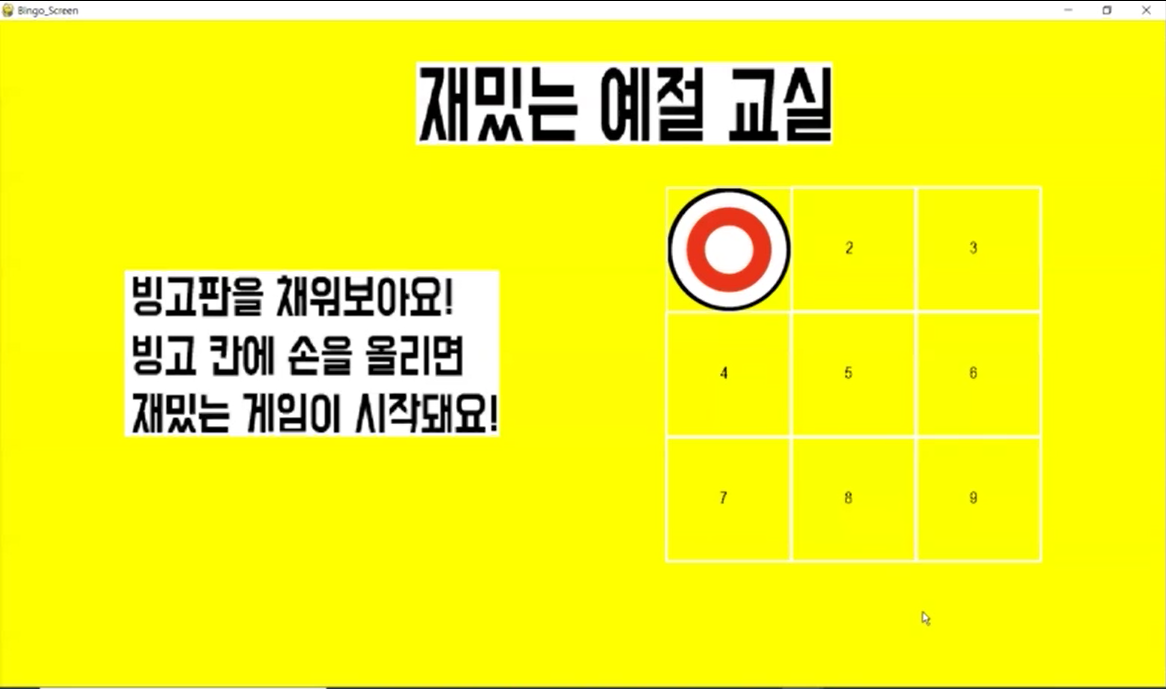 Bingo_Screen
재밌는 예절 교실
빙고판을 채워보아요!
빙고 칸에 손을 올리면
재밌는 게임이 시작돼요!
2 3
4 5 6
7 8 9